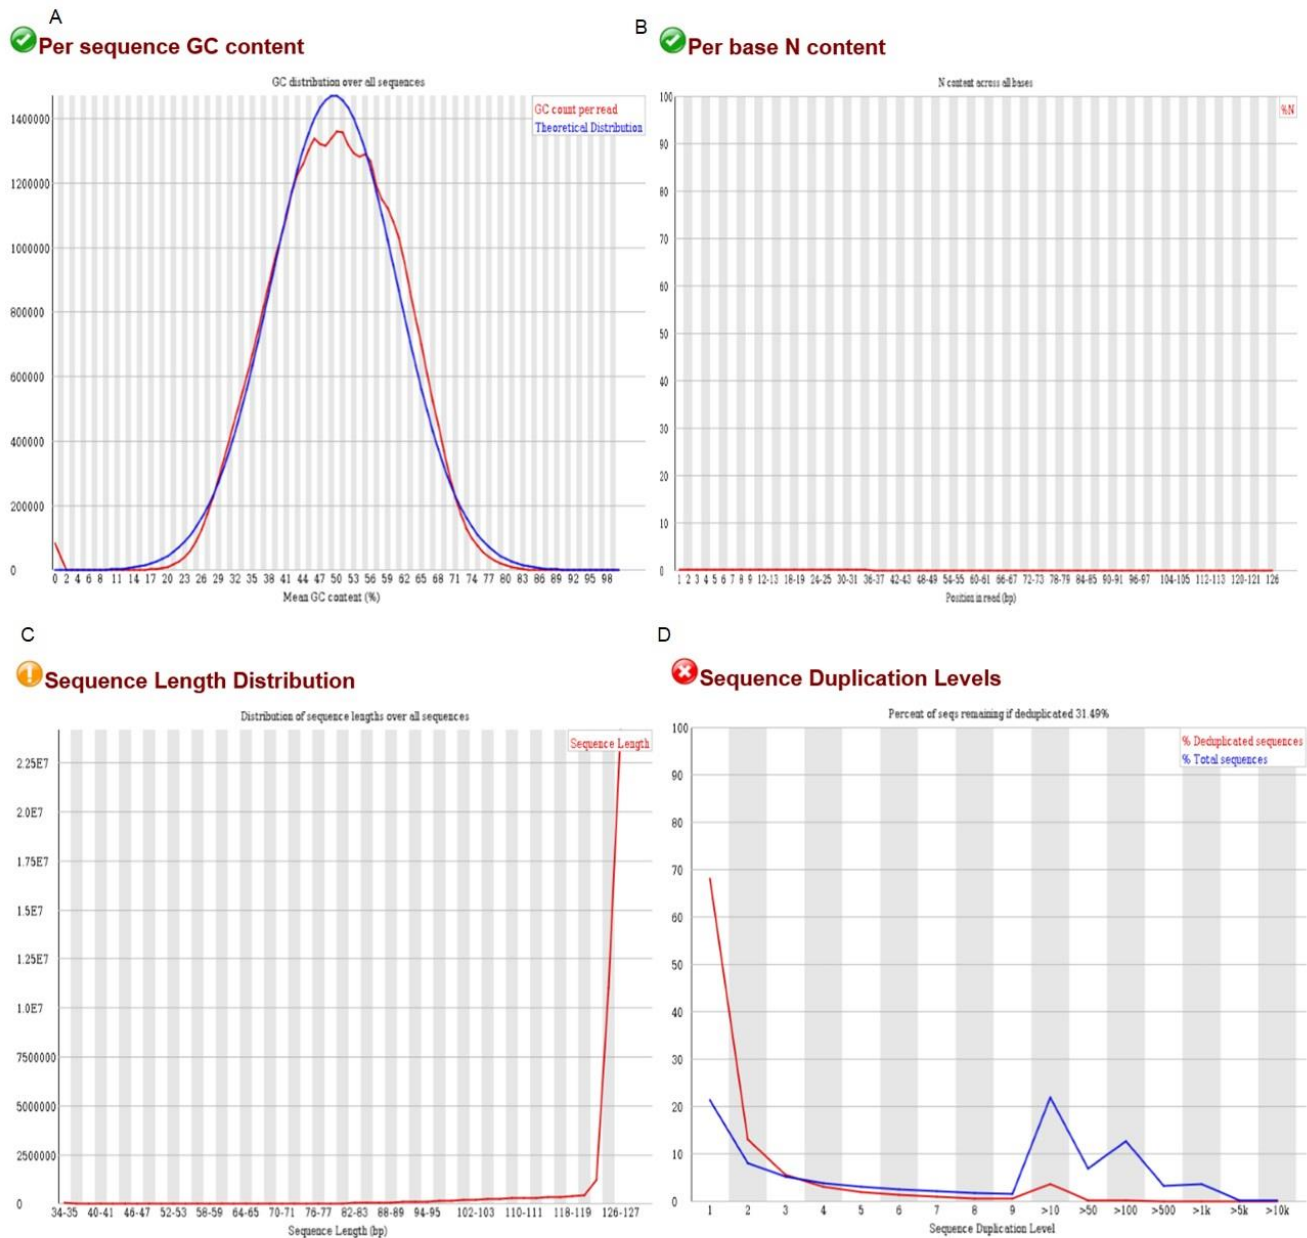 A
Per sequence GC content
GC distribution over all sequences
GC count per read
Theoretical Distribution
1400000
1200000
1000000
800000
600000
400000
200000
0
0 2 4 6 8 11 14 17 20 23 26 29 32 35 38 41 44 47 50 53 56 59 62 65 68 71 74 77 80 83 86 89 92 95 98
Mean GC content (%)
B
Per base N content
N content across all bases
%N
100
90
80
70
60
50
40
30
20
10
0
1 2 3 4 5 6 7 8 9 12-13 18-19 24-25 30-31 36-37 42-43 48-49 54-55 60-61 66-67 72-73 78-79 84-85 90-91 96-97 104-105 112-113 120-121 126
Position in read (bp)
C
Sequence Length Distribution
Distribution of sequence lengths over all sequences
Sequence Length
2.25E7
2.0E7
1.75E7
1.5E7
1.25E7
1.0E7
7500000
5000000
2500000
0
34-35 40-41 46-47 52-53 58-59 64-65 70-71 76-77 82-83 88-89 94-95 102-103 110-111 118-119 126-127
Sequence Length (bp)
D
Sequence Duplication Levels
Percent of seqs remaining if deduplicated 31.49%
% Deduplicated sequences
% Total sequences
100
90
80
70
60
50
40
30
20
10
0
1 2 3 4 5 6 7 8 9 >10 >50 >100 >500 >1k >5k >10k
Sequence Duplication Level